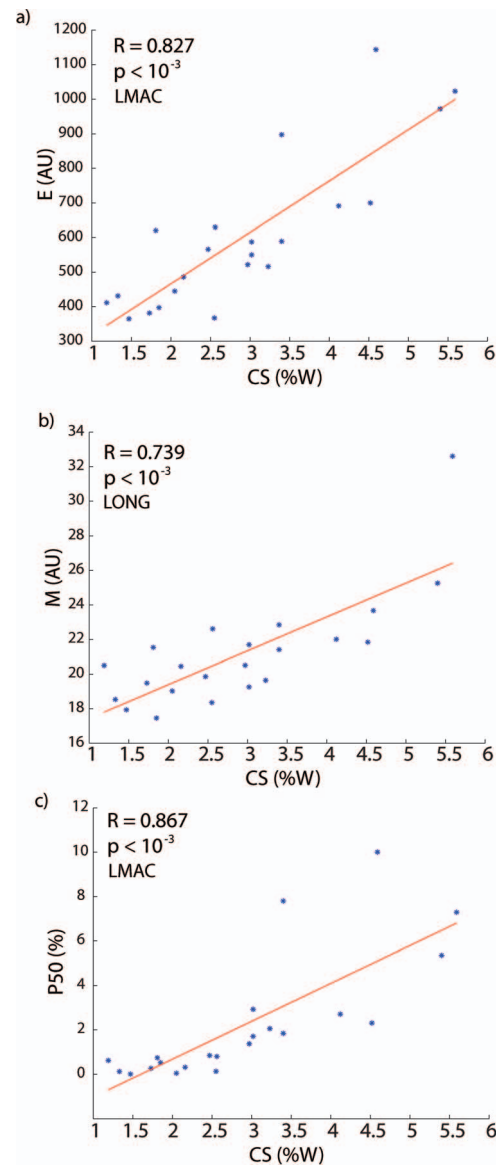 a)
R = 0.827
p < 10⁻³
LMAC
E (AU)
1200
1100
1000
900
800
700
600
500
400
300
1 1.5 2 2.5 3 3.5 4 4.5 5 5.5 6
CS (%W)
b)
R = 0.739
p < 10⁻³
LONG
M (AU)
34
32
30
28
26
24
22
20
18
16
1 1.5 2 2.5 3 3.5 4 4.5 5 5.5 6
CS (%W)
c)
R = 0.867
p < 10⁻³
LMAC
P50 (%)
12
10
8
6
4
2
0
1 1.5 2 2.5 3 3.5 4 4.5 5 5.5 6
CS (%W)